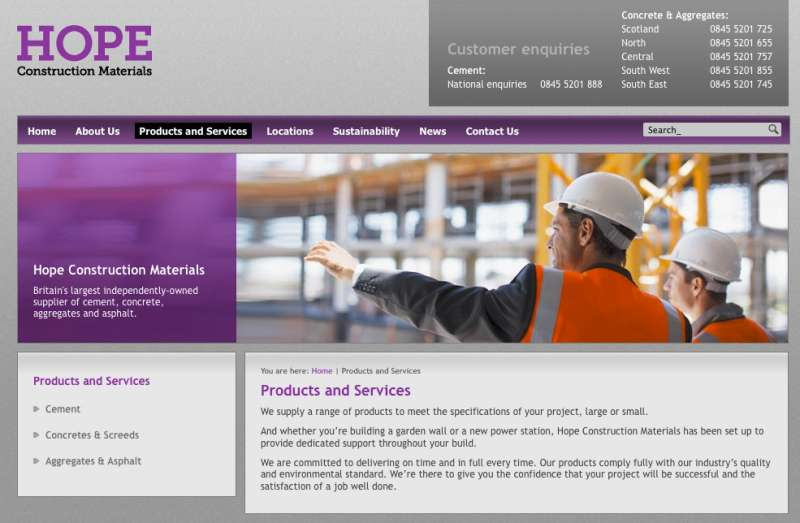 HOPE
Construction Materials
Customer enquiries
Cement:
National enquiries 0845 5201 888
Concrete & Aggregates:
Scotland 0845 5201 725
North 0845 5201 655
Central 0845 5201 757
South West 0845 5201 855
South East 0845 5201 745
Home About Us Products and Services Locations Sustainability News Contact Us Search_
Hope Construction Materials
Britain's largest independently-owned
supplier of cement, concrete,
aggregates and asphalt.
Products and Services
Cement
Concretes & Screeds
Aggregates & Asphalt
You are here: Home | Products and Services
Products and Services
We supply a range of products to meet the specifications of your project, large or small.
And whether you're building a garden wall or a new power station, Hope Construction Materials has been set up to
provide dedicated support throughout your build.
We are committed to delivering on time and in full every time. Our products comply fully with our industry's quality
and environmental standard. We're there to give you the confidence that your project will be successful and the
satisfaction of a job well done.